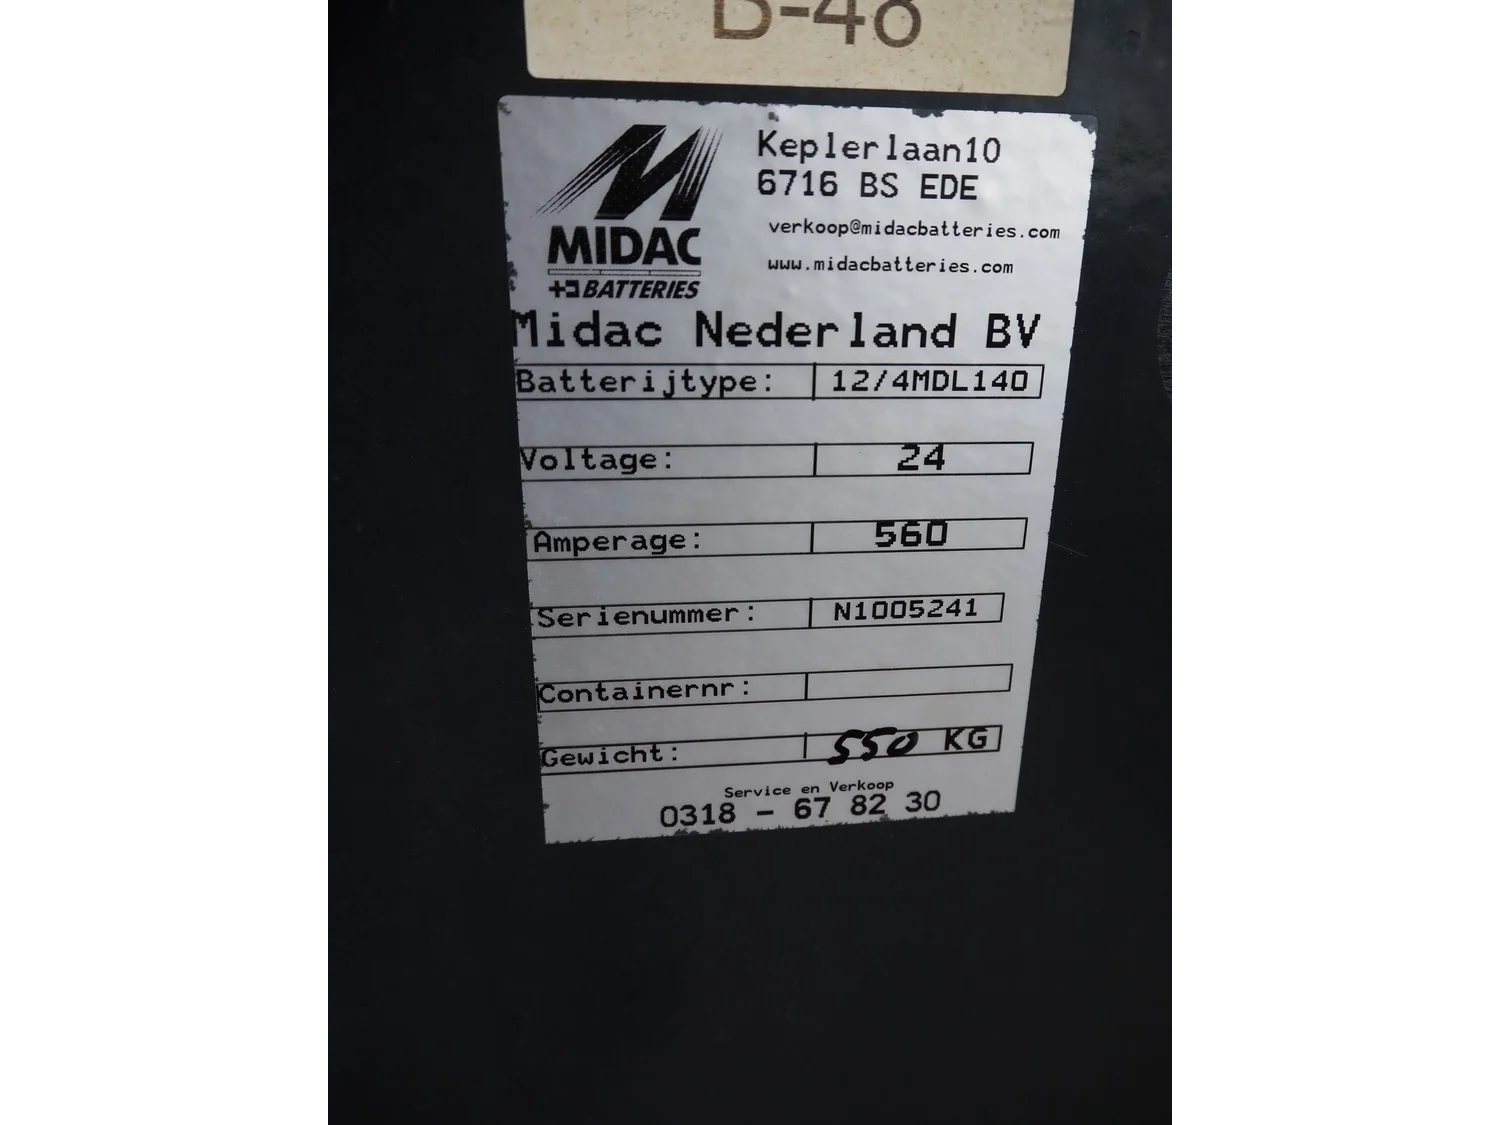 B-48
Keplerlaan10
6716 BS EDE
verkoop@midacbatteries.com
www.midacbatteries.com
MIDAC
BATTERIES
Midac Nederland BV
Batterijtype: 12/4MDL140
Voltage: 24
Amperage: 560
Serienummer: N1005241
Containernr:
Gewicht: 550 KG
Service en Verkoop
0318 - 67 82 30